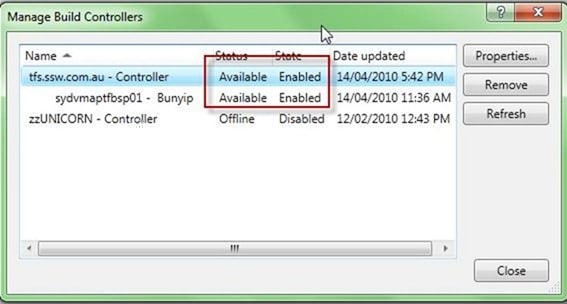 Manage Build Controllers
Name Status State Date updated
tfs.ssw.com.au - Controller Available Enabled 14/04/2010 5:42 PM
sydvmaptfbsp01 - Bunyip Available Enabled 14/04/2010 11:36 AM
zzUNICORN - Controller Offline Disabled 12/02/2010 12:43 PM
Properties...
Remove
Refresh
Close